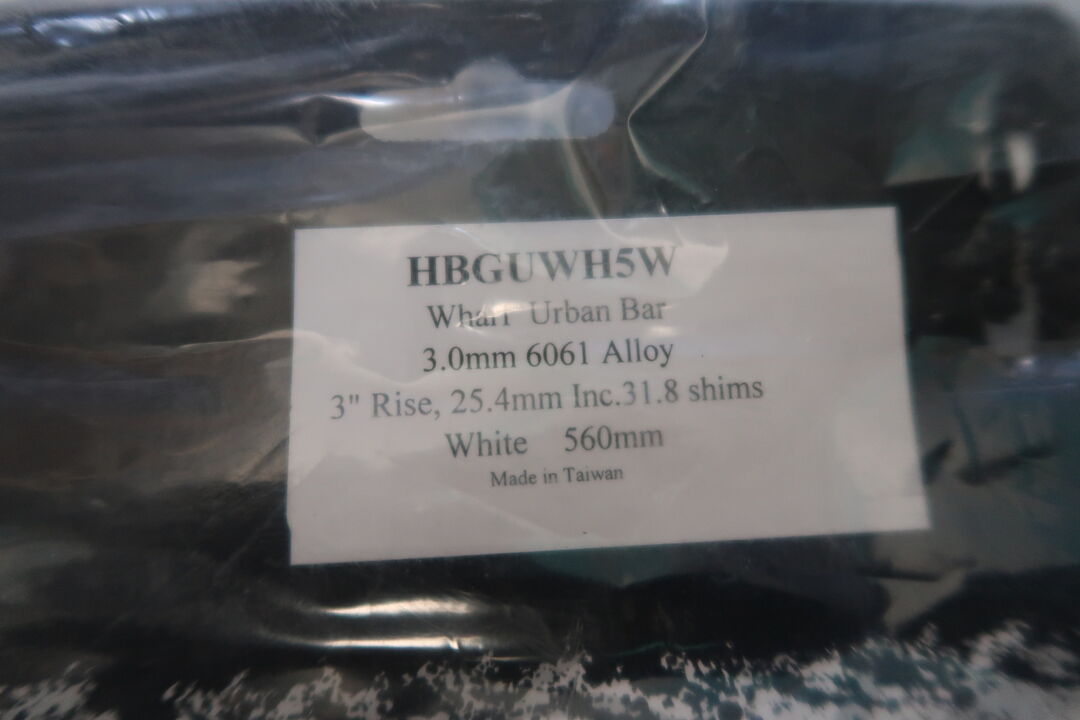 HBGUWH5W
Wharf Urban Bar
3.0mm 6061 Alloy
3" Rise, 25.4mm Inc.31.8 shims
White 560mm
Made in Taiwan